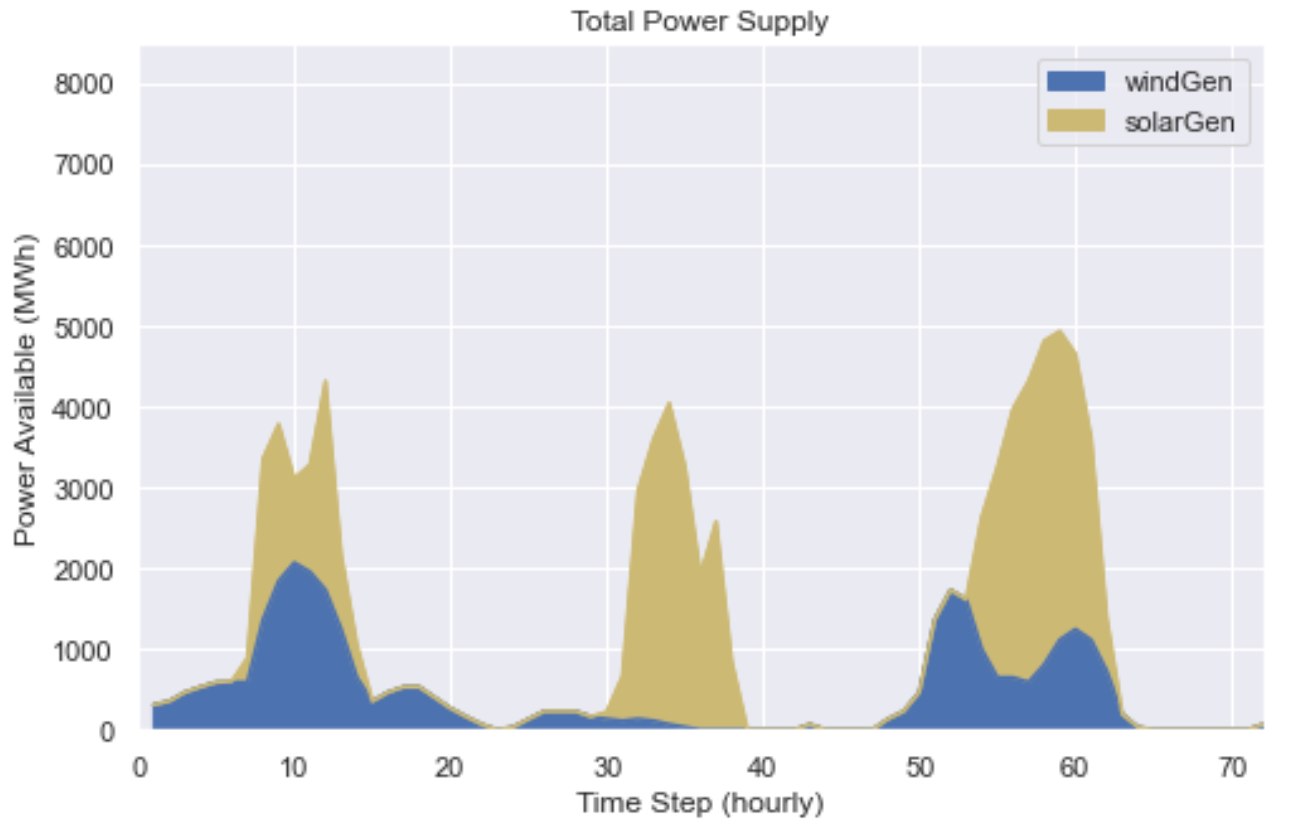 Total Power Supply
windGen
solarGen
Power Available (MWh)
8000
7000
6000
5000
4000
3000
2000
1000
0
0 10 20 30 40 50 60 70
Time Step (hourly)